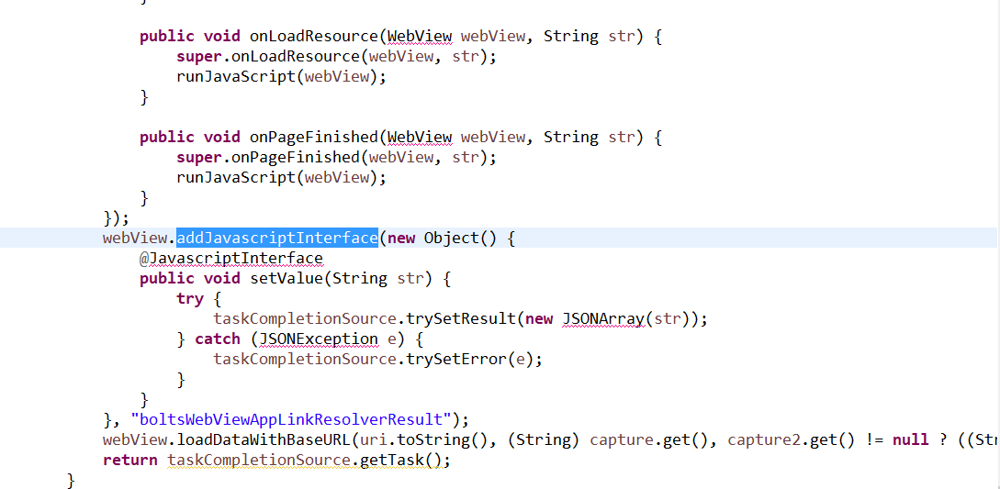 }
public void onLoadResource(WebView webView, String str) {
super.onLoadResource(webView, str);
runJavaScript(webView);
}
public void onPageFinished(WebView webView, String str) {
super.onPageFinished(webView, str);
runJavaScript(webView);
}
});
webView.addJavascriptInterface(new Object() {
@JavascriptInterface
public void setValue(String str) {
try {
taskCompletionSource.trySetResult(new JSONArray(str));
} catch (JSONException e) {
taskCompletionSource.trySetError(e);
}
}
}, "boltsWebViewAppLinkResolverResult");
webView.loadDataWithBaseURL(uri.toString(), (String) capture.get(), capture2.get() != null ? ((Str
return taskCompletionSource.getTask();
}